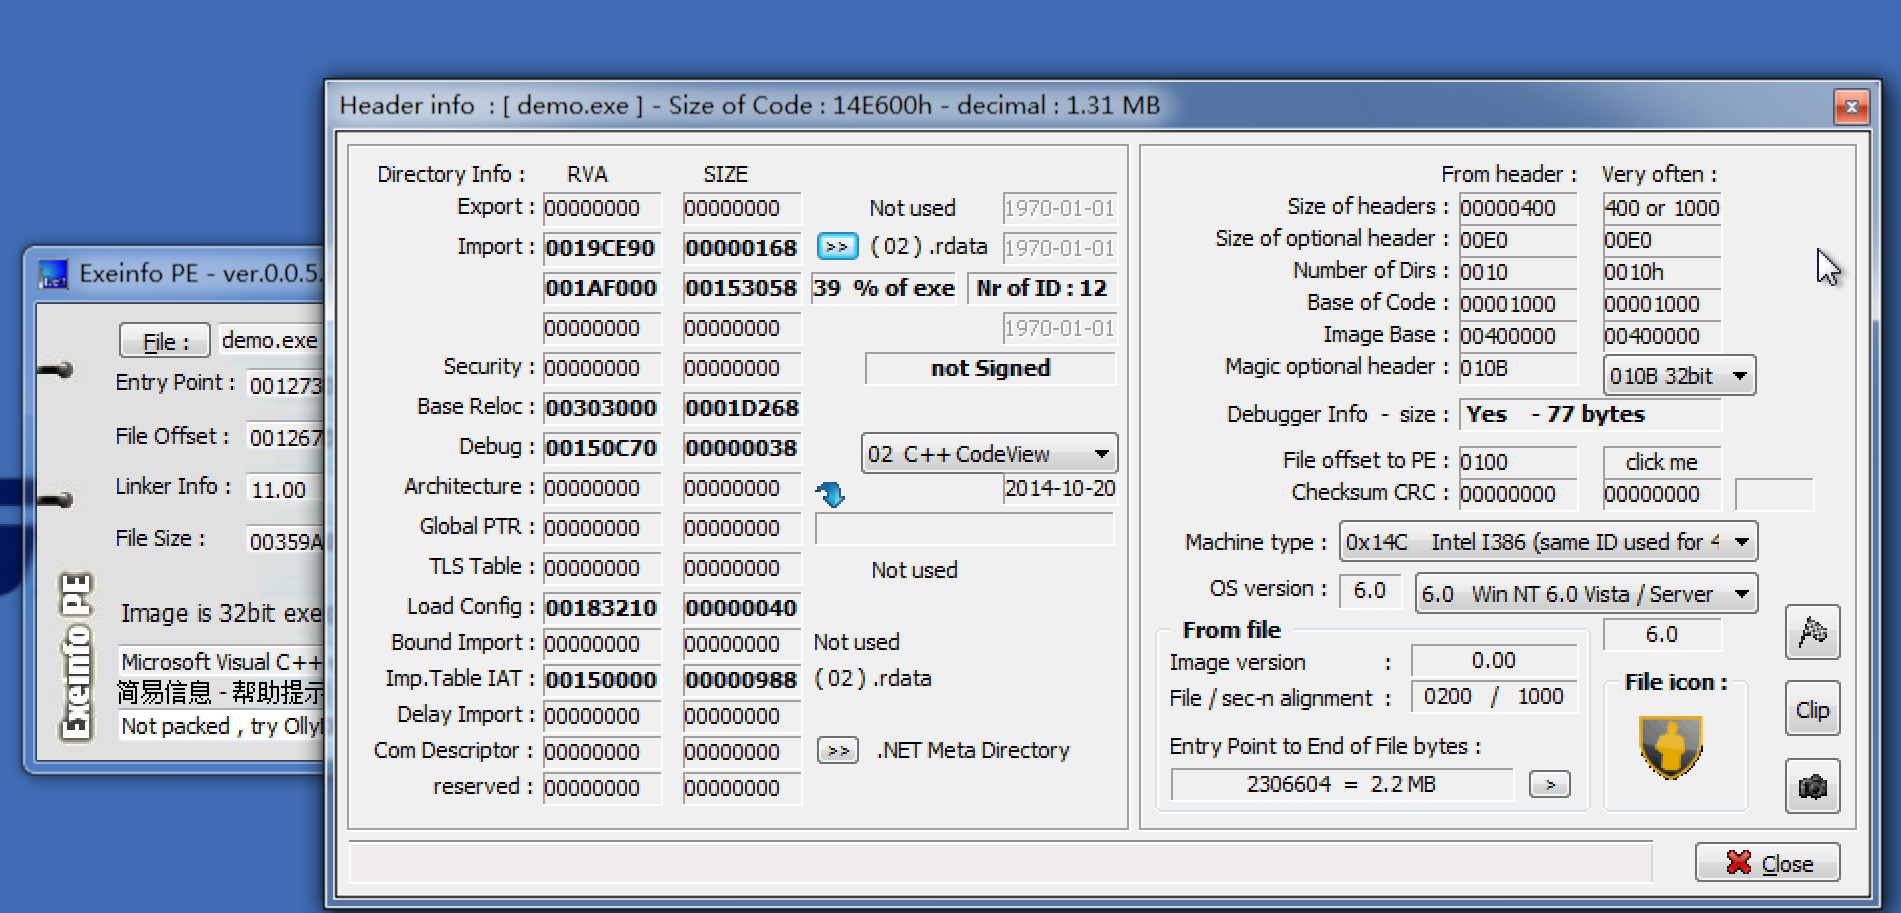 Header info : [ demo.exe ] - Size of Code : 14E600h - decimal : 1.31 MB
Exeinfo PE - ver.0.0.5.
File : demo.exe
Entry Point : 001273
File Offset : 001267
Linker Info : 11.00
File Size : 00359A
Image is 32bit exe
Microsoft Visual C++
简易信息 - 帮助提示
Not packed , try Olly
Exeinfo PE
Directory Info : RVA SIZE
Export : 00000000 00000000 Not used 1970-01-01
Import : 0019CE90 00000168 >> ( 02 ) .rdata 1970-01-01
001AF000 00153058 39 % of exe Nr of ID : 12
00000000 00000000 1970-01-01
Security : 00000000 00000000 not Signed
Base Reloc : 00303000 0001D268
Debug : 00150C70 00000038 02 C++ CodeView
Architecture : 00000000 00000000 2014-10-20
Global PTR : 00000000 00000000
TLS Table : 00000000 00000000 Not used
Load Config : 00183210 00000040
Bound Import : 00000000 00000000 Not used
Imp.Table IAT : 00150000 00000988 ( 02 ) .rdata
Delay Import : 00000000 00000000
Com Descriptor : 00000000 00000000 >> .NET Meta Directory
reserved : 00000000 00000000
From header : Very often :
Size of headers : 00000400 400 or 1000
Size of optional header : 00E0 00E0
Number of Dirs : 0010 0010h
Base of Code : 00001000 00001000
Image Base : 00400000 00400000
Magic optional header : 010B 010B 32bit
Debugger Info - size : Yes - 77 bytes
File offset to PE : 0100 click me
Checksum CRC : 00000000 00000000
Machine type : 0x14C Intel I386 (same ID used for 4
OS version : 6.0 6.0 Win NT 6.0 Vista / Server
6.0
From file
Image version : 0.00
File / sec-n alignment : 0200 / 1000
Entry Point to End of File bytes :
2306604 = 2.2 MB >
File icon :
Clip
Close